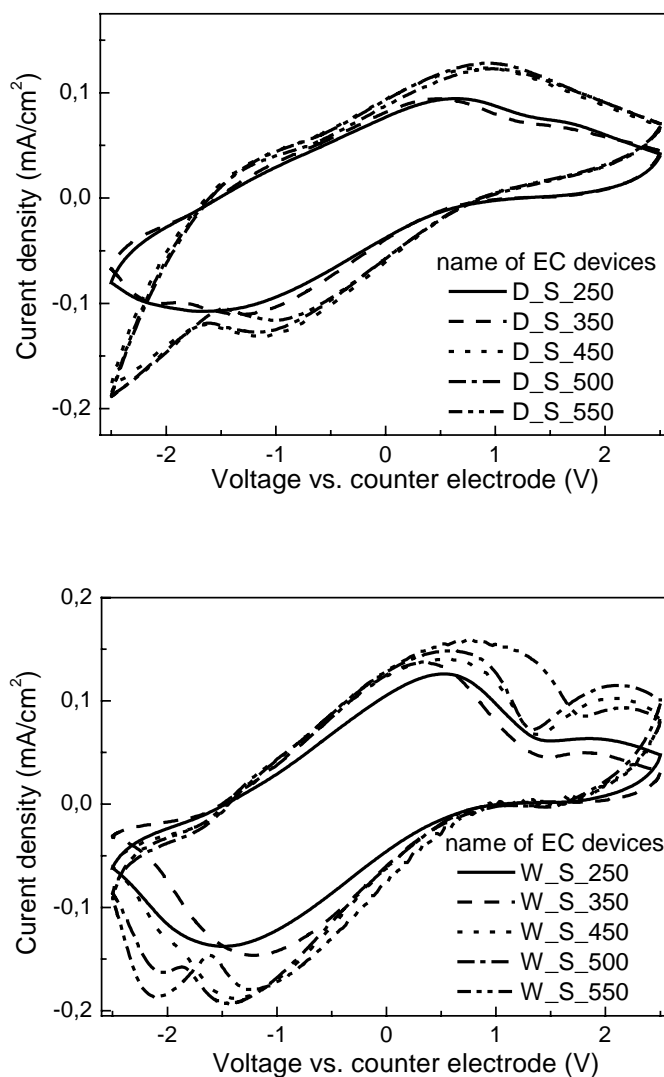 0,1
0,0
-0,1
-0,2
Curent density (mA/cm²)
name of EC devices
D_S_250
D_S_350
D_S_450
D_S_500
D_S_550
-2 -1 0 1 2
Voltage vs. counter electrode (V)
0,2
0,1
0,0
-0,1
-0,2
Curent density (mA/cm²)
name of EC devices
W_S_250
W_S_350
W_S_450
W_S_500
W_S_550
-2 -1 0 1 2
Voltage vs. counter electrode (V)